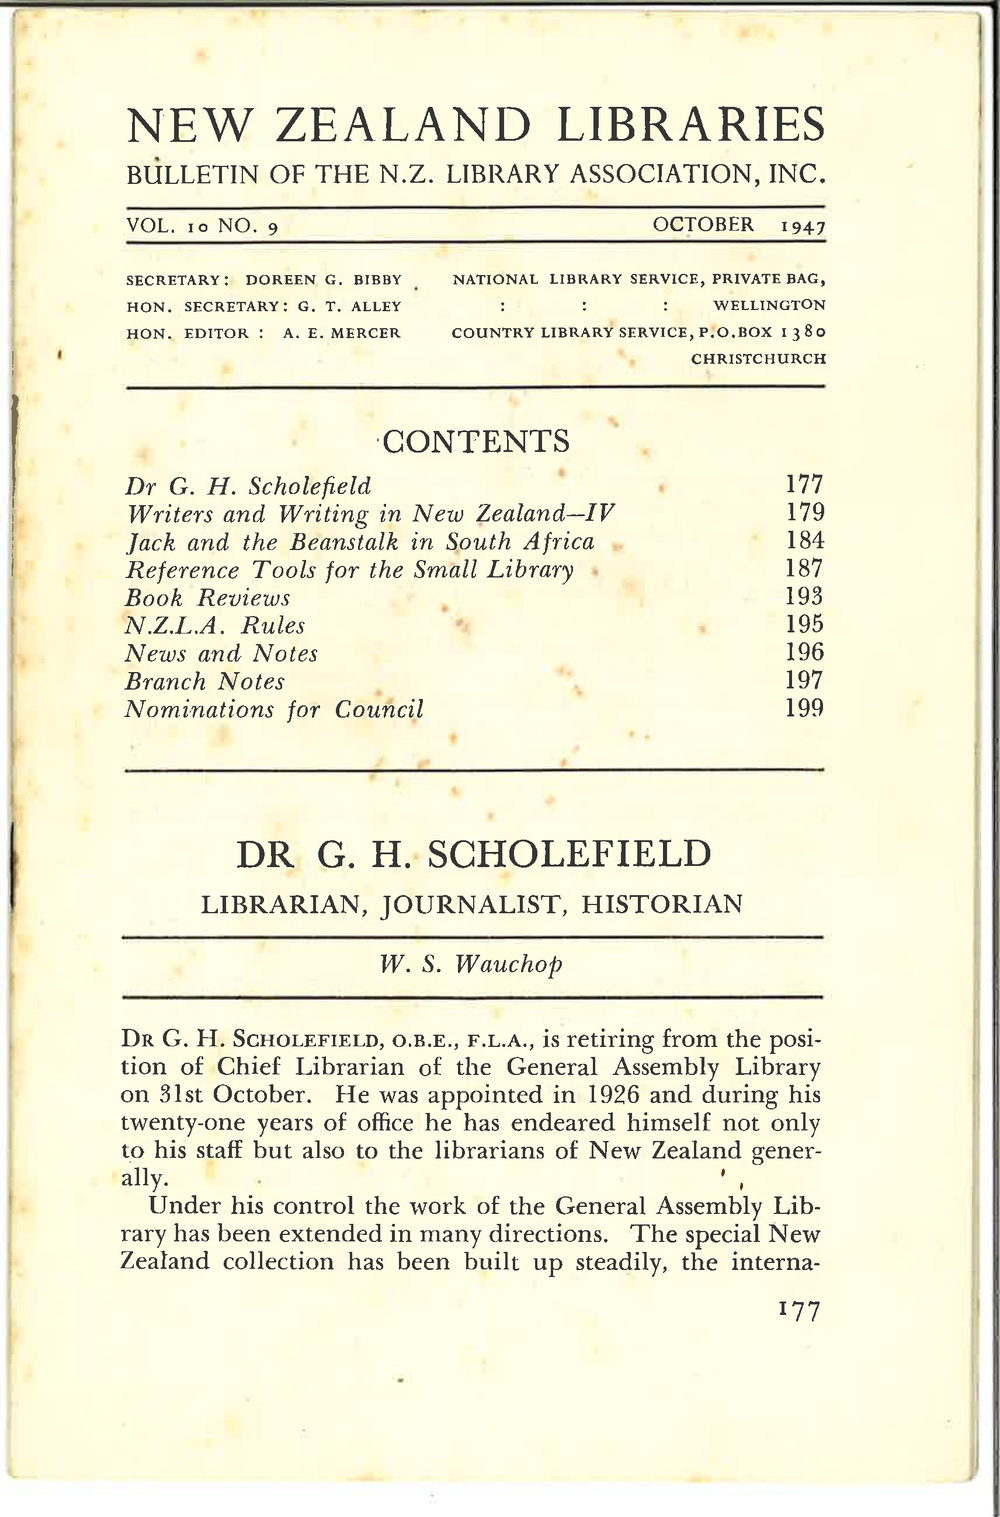 NEW ZEALAND LIBRARIES
BULLETIN OF THE N.Z. LIBRARY ASSOCIATION, INC.
VOL. 10 NO. 9 OCTOBER 1947
SECRETARY: DOREEN G. BIBBY NATIONAL LIBRARY SERVICE, PRIVATE BAG,
HON. SECRETARY: G. T. ALLEY : : : WELLINGTON
HON. EDITOR : A. E. MERCER COUNTRY LIBRARY SERVICE, P.O.BOX 1380
CHRISTCHURCH
CONTENTS
Dr G. H. Scholefield 177
Writers and Writing in New Zealand—IV 179
Jack and the Beanstalk in South Africa 184
Reference Tools for the Small Library 187
Book Reviews 193
N.Z.L.A. Rules 195
News and Notes 196
Branch Notes 197
Nominations for Council 199
DR G. H. SCHOLEFIELD
LIBRARIAN, JOURNALIST, HISTORIAN
W. S. Wauchop
DR G. H. SCHOLEFIELD, O.B.E., F.L.A., is retiring from the posi-
tion of Chief Librarian of the General Assembly Library
on 31st October. He was appointed in 1926 and during his
twenty-one years of office he has endeared himself not only
to his staff but also to the librarians of New Zealand gener-
ally.
Under his control the work of the General Assembly Lib-
rary has been extended in many directions. The special New
Zealand collection has been built up steadily, the interna-
177